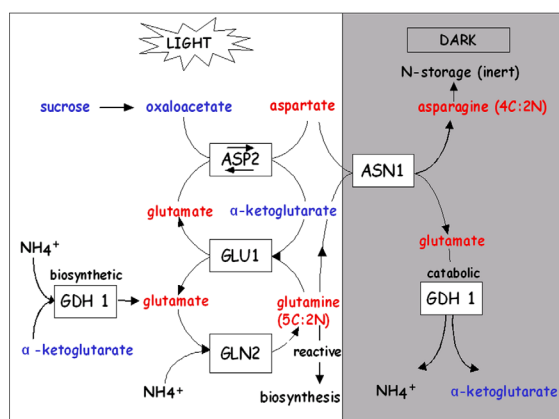 LIGHT
DARK
N-storage (inert)
sucrose
oxaloacetate
aspartate
asparagine (4C:2N)
ASP2
ASN1
glutamate
α-ketoglutarate
NH4+
biosynthetic
GLU1
glutamate
catabolic
GDH 1
glutamate
glutamine
(5C:2N)
GDH 1
α -ketoglutarate
GLN2
reactive
NH4+
biosynthesis
NH4+
α-ketoglutarate